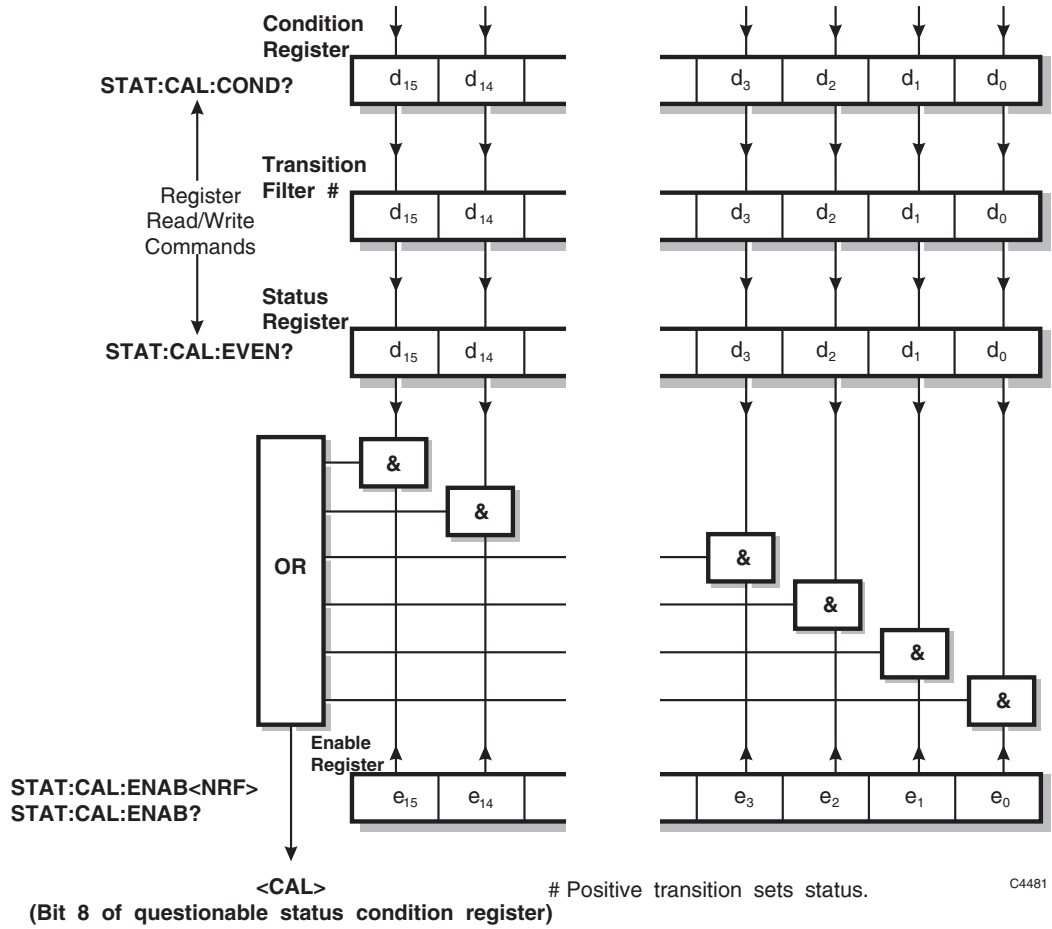 Condition
Register
STAT:CAL:COND?
d15 d14 d3 d2 d1 d0
Transition
Filter #
Register
Read/Write
Commands
d15 d14 d3 d2 d1 d0
Status
Register
STAT:CAL:EVEN?
d15 d14 d3 d2 d1 d0
&
&
OR
&
&
&
&
Enable
Register
STAT:CAL:ENAB<NRF>
STAT:CAL:ENAB?
e15 e14 e3 e2 e1 e0
<CAL>
(Bit 8 of questionable status condition register)
# Positive transition sets status.
C4481